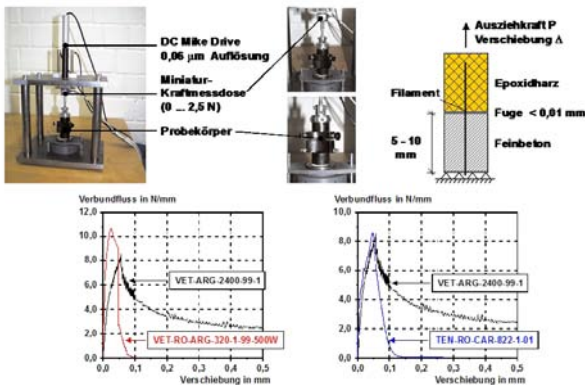 DC Mike Drive
0,06 µm Auflösung
Miniatur-
Kraftmessdose
(0 ... 2,5 N)
Probekörper
Ausziehkraft P
Verschiebung Δ
Epoxidharz
Filament
Fuge < 0,01 mm
5 - 10
mm
Feinbeton
Verbundfluss in N/mm
12,0
10,0
8,0
6,0
4,0
2,0
0,0
VET-ARG-2400-99-1
VET-RO-ARG-320-1-99-500W
0,0 0,1 0,2 0,3 0,4 0,5
Verschiebung in mm
Verbundfluss in N/mm
10,0
8,0
6,0
4,0
2,0
0,0
VET-ARG-2400-99-1
TEN-RO-CAR-822-1-01
0,0 0,1 0,2 0,3 0,4 0,5
Verschiebung in mm